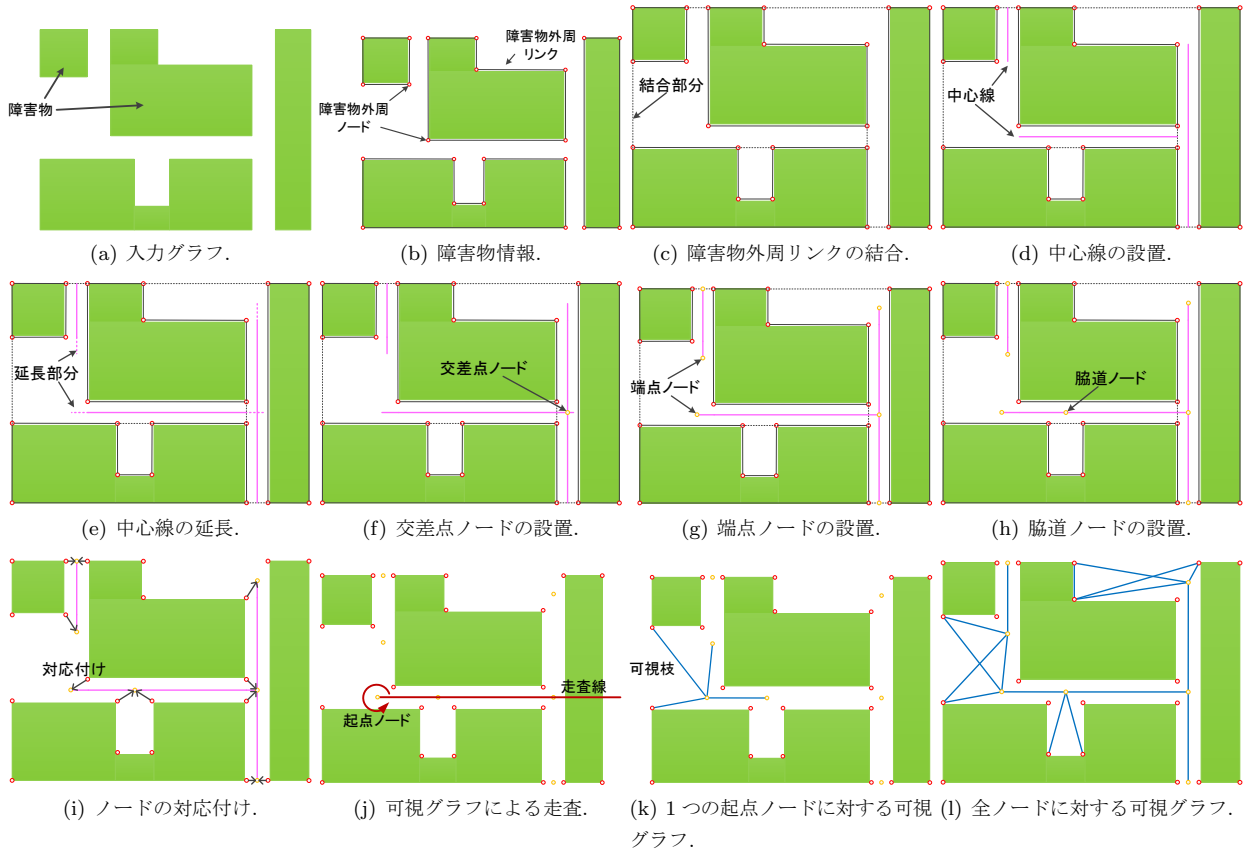 障害物
(a) 入力グラフ.
障害物外周
リンク
障害物外周
ノード
(b) 障害物情報.
結合部分
(c) 障害物外周リンクの結合.
中心線
(d) 中心線の設置.
延長部分
(e) 中心線の延長.
交差点ノード
(f) 交差点ノードの設置.
端点ノード
(g) 端点ノードの設置.
脇道ノード
(h) 脇道ノードの設置.
対応付け
(i) ノードの対応付け.
走査線
起点ノード
(j) 可視グラフによる走査.
可視枝
(k) 1 つの起点ノードに対する可視
グラフ.
(l) 全ノードに対する可視グラフ.